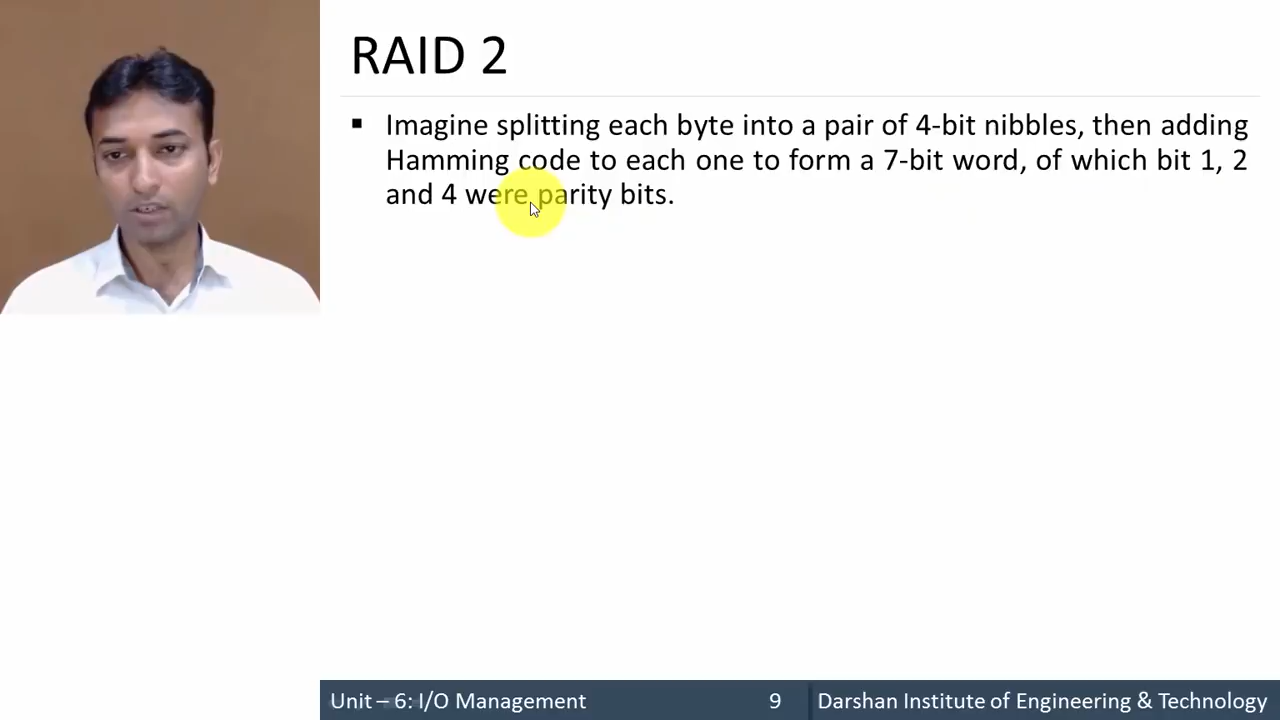 RAID 2
▪ Imagine splitting each byte into a pair of 4-bit nibbles, then adding
Hamming code to each one to form a 7-bit word, of which bit 1, 2
and 4 were parity bits.
Unit – 6: I/O Management 9 Darshan Institute of Engineering & Technology